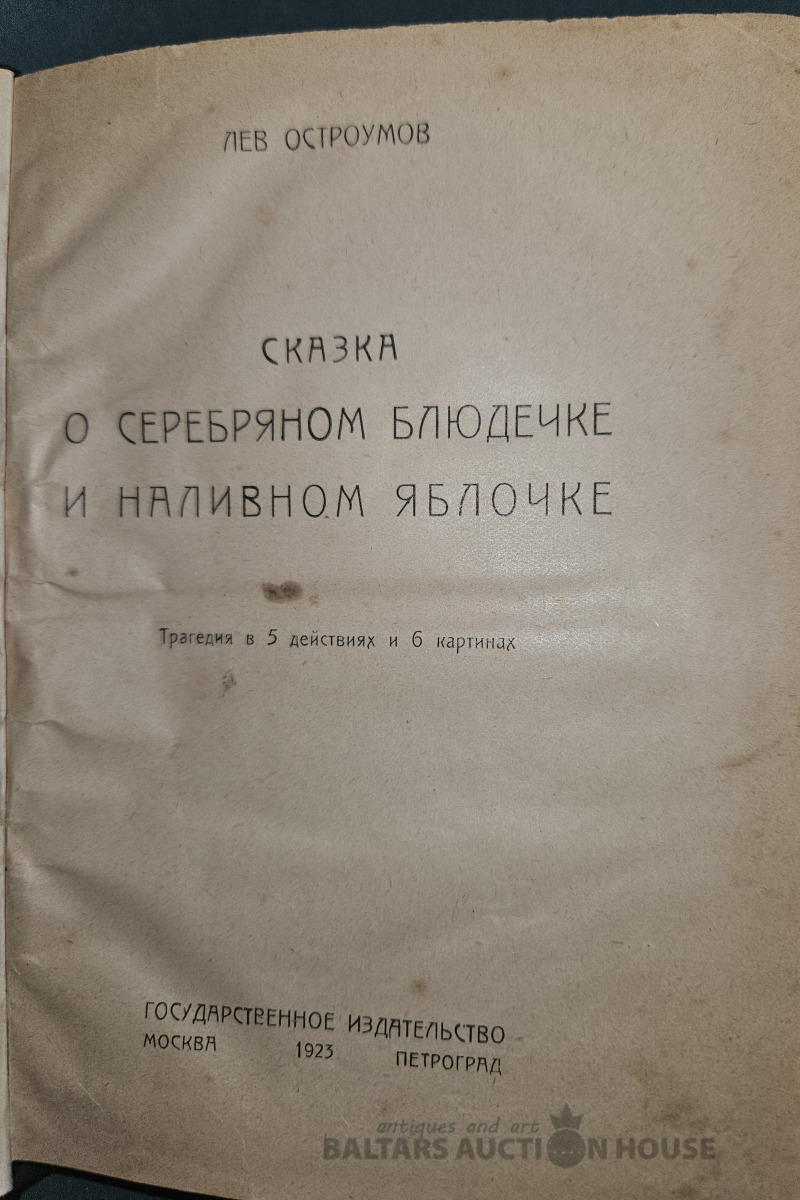 ЛЕВ ОСТРОУМОВ
СКАЗКА
О СЕРЕБРЯНОМ БЛЮДЕЧКЕ
И НАЛИВНОМ ЯБЛОЧКЕ
Трагедия в 5 действиях и 6 картинах
ГОСУДАРСТВЕННОЕ ИЗДАТЕЛЬСТВО
МОСКВА 1923 ПЕТРОГРАД
antiques and art
BALTARS AUCTION HOUSE